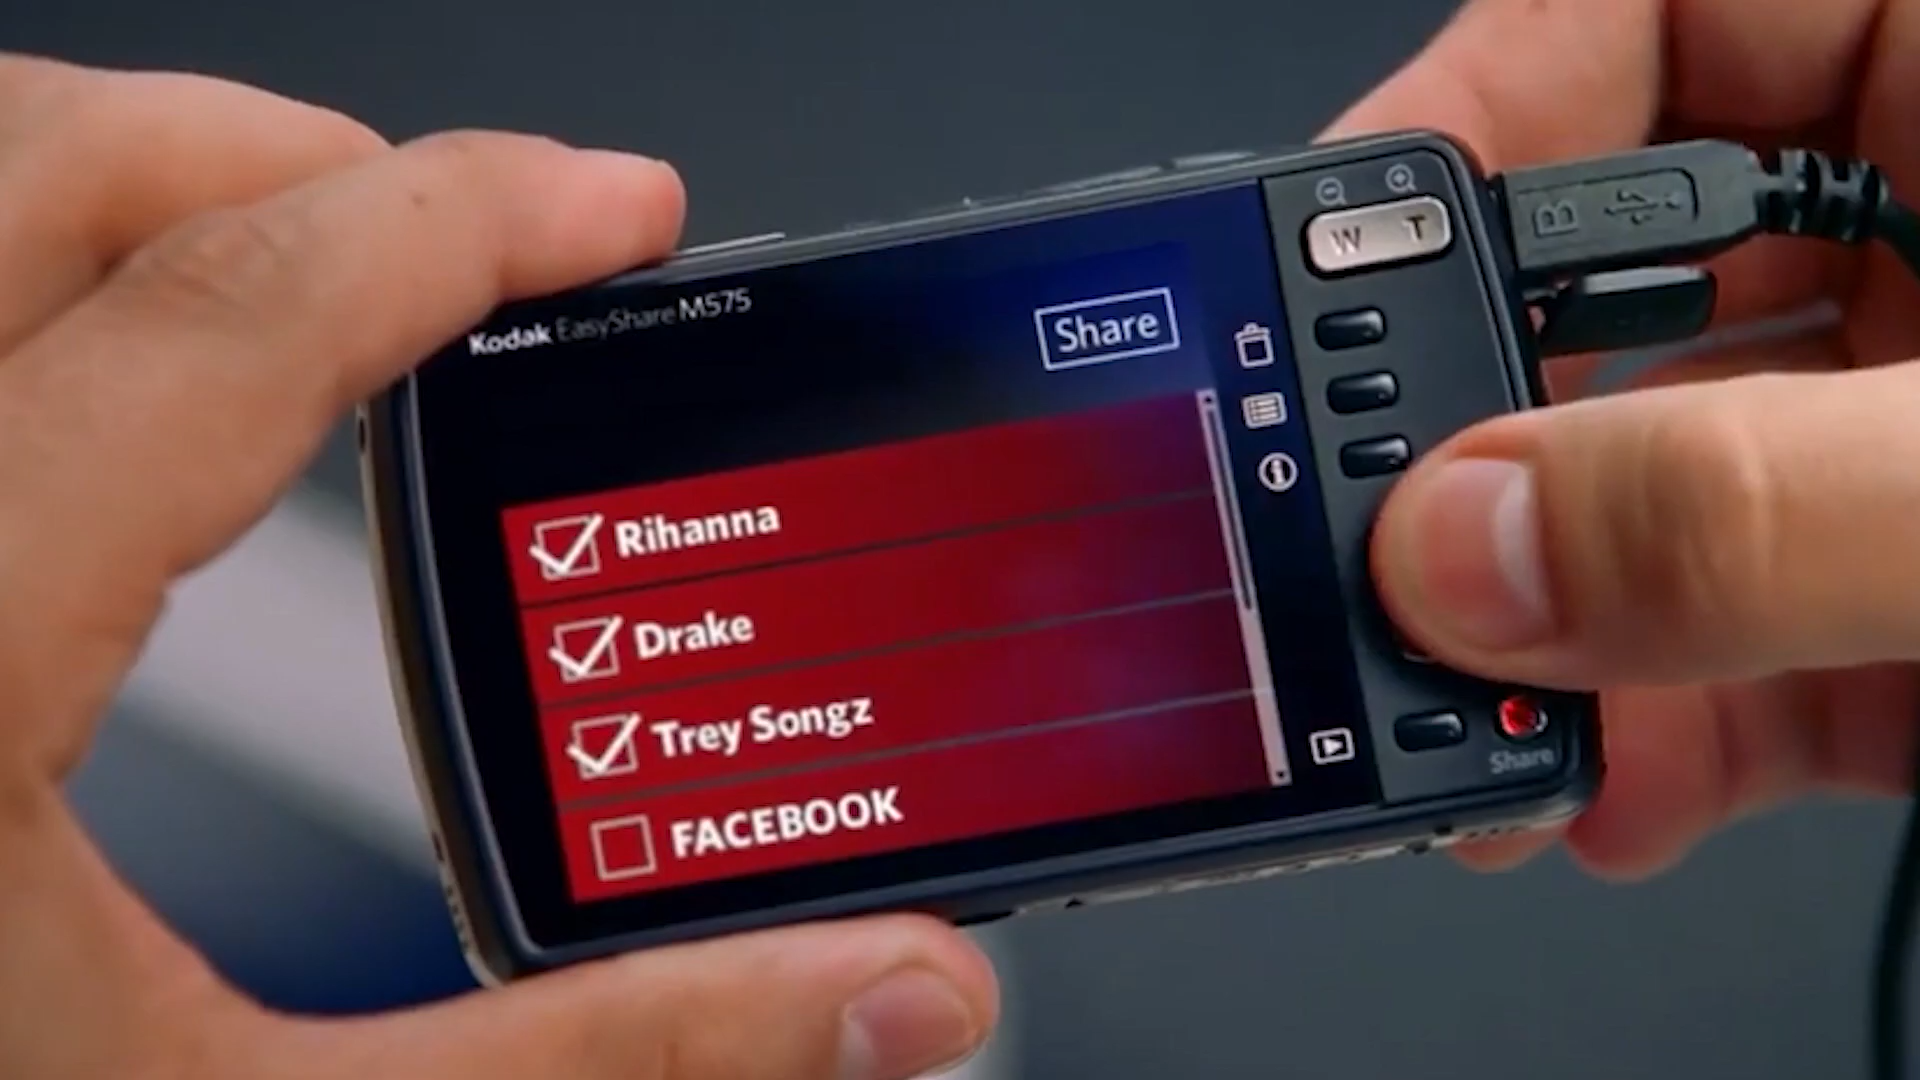 Kodak EasyShare M575
Share
Rihanna
Drake
Trey Songz
FACEBOOK
W T
B
Share